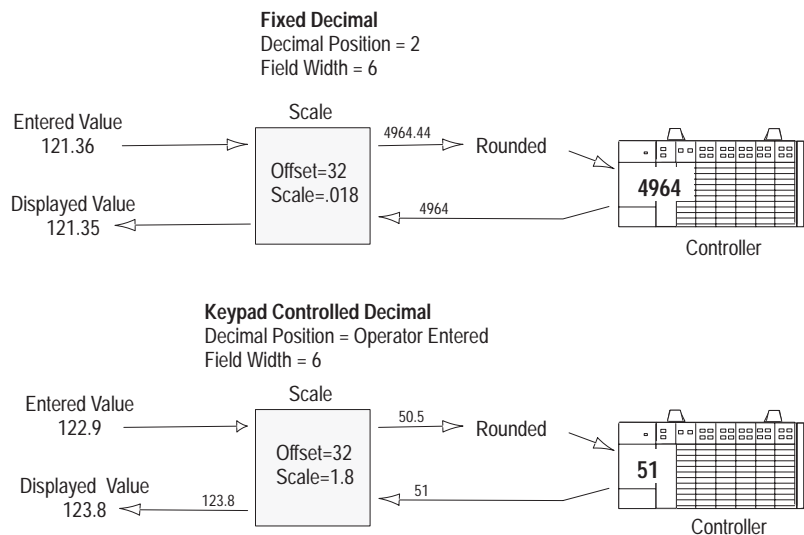 Fixed Decimal
Decimal Position = 2
Field Width = 6
Scale
Entered Value
121.36
4964.44
Rounded
Offset=32
Scale=.018
4964
Displayed Value
121.35
4964
Controller
Keypad Controlled Decimal
Decimal Position = Operator Entered
Field Width = 6
Scale
Entered Value
122.9
50.5
Rounded
Offset=32
Scale=1.8
51
Displayed Value
123.8
123.8
51
Controller